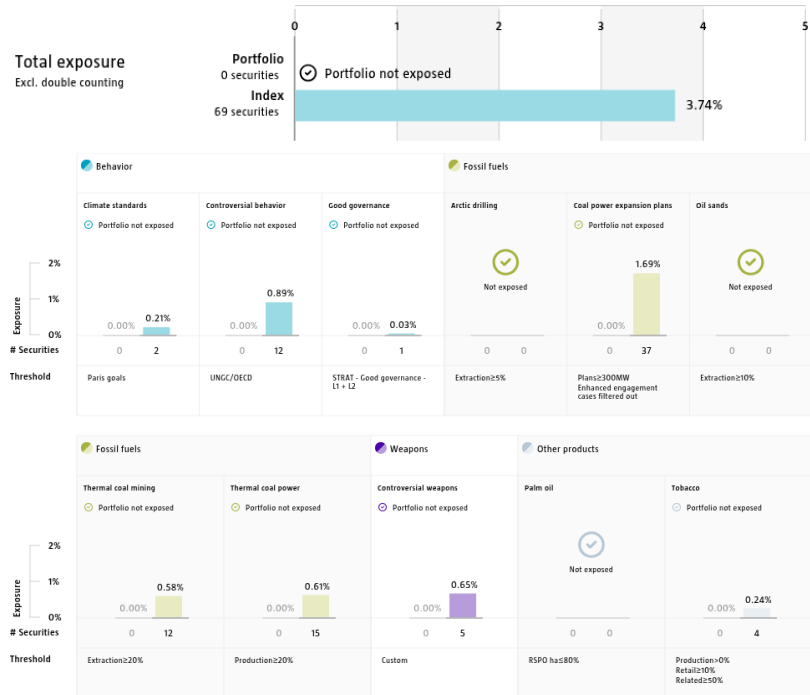 0 1 2 3 4 5
Total exposure
Excl. double counting
Portfolio
0 securities
Portfolio not exposed
Index
69 securities
3.74%
Behavior
Fossil fuels
Climate standards
Controversial behavior
Good governance
Arctic drilling
Coal power expansion plans
Oil sands
Portfolio not exposed
Portfolio not exposed
Portfolio not exposed
Portfolio not exposed
Exposure
2%
1%
0%
0.00% 0.21%
0.00% 0.89%
0.00% 0.03%
Not exposed
0.00% 1.69%
Not exposed
# Securities
0 2
0 12
0 1
0 0
0 37
0 0
Threshold
Paris goals
UNGC/OECD
STRAT - Good governance -
L1 + L2
Extraction≥5%
Plans≥300MW
Enhanced engagement
cases filtered out
Extraction≥10%
Fossil fuels
Weapons
Other products
Thermal coal mining
Thermal coal power
Controversial weapons
Palm oil
Tobacco
Portfolio not exposed
Portfolio not exposed
Portfolio not exposed
Portfolio not exposed
Exposure
2%
1%
0%
0.00% 0.58%
0.00% 0.61%
0.00% 0.65%
Not exposed
0.00% 0.24%
# Securities
0 12
0 15
0 5
0 0
0 4
Threshold
Extraction≥20%
Production≥20%
Custom
RSPO ha≤80%
Production>0%
Retail≥10%
Related≥50%